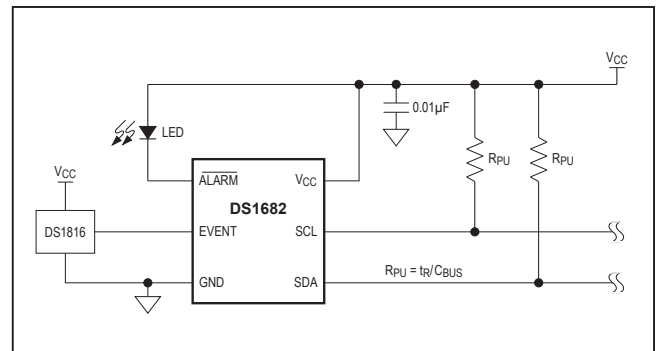 VCC
LED
0.01µF
RPU
RPU
VCC
ALARM
VCC
DS1682
DS1816
EVENT
SCL
RPU = tR/CBUS
GND
SDA